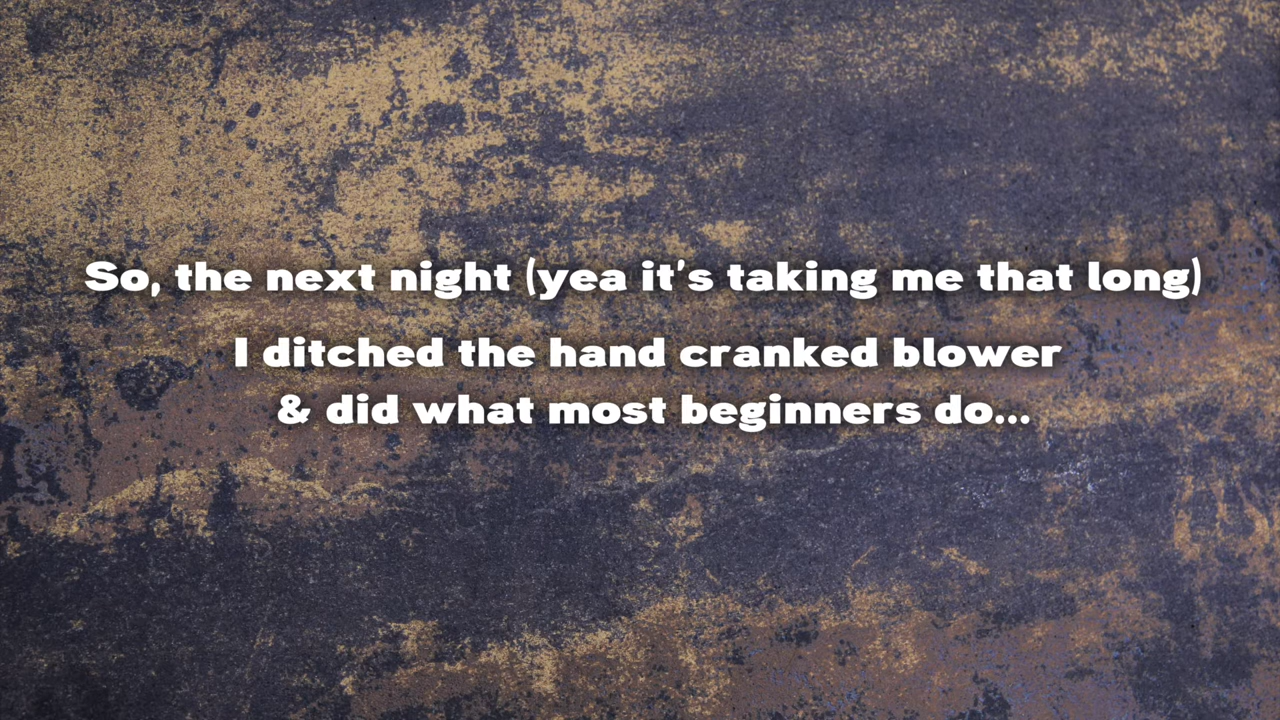 So, the next night (yea it's taking me that long)
I ditched the hand cranked blower
& did what most beginners do...